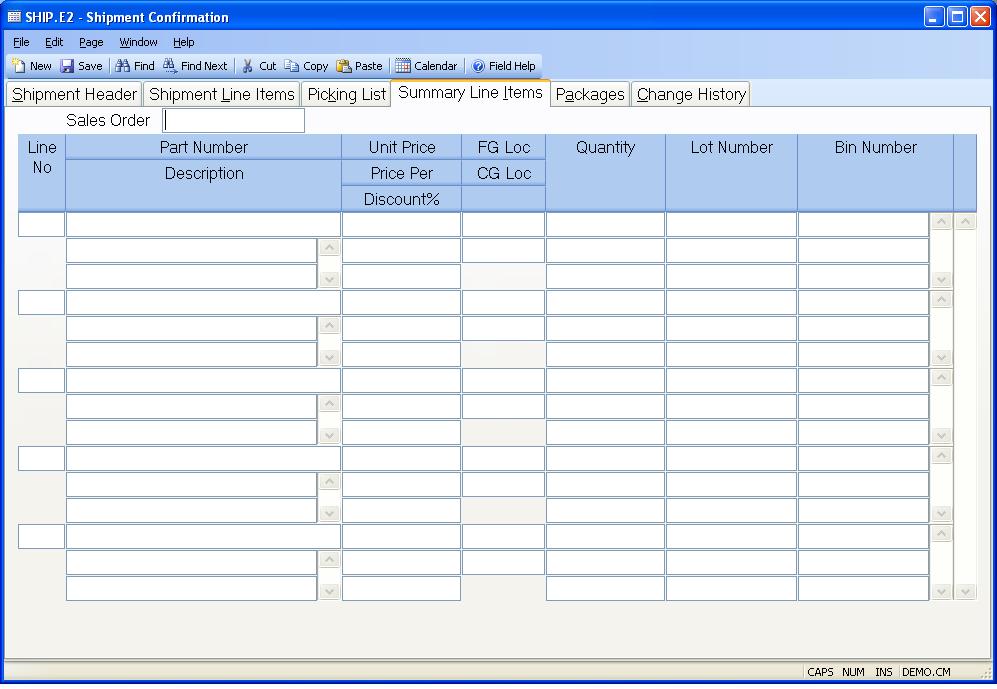 SHIP.E2 - Shipment Confirmation
File Edit Page Window Help
New Save Find Find Next Cut Copy Paste Calendar Field Help
Shipment Header Shipment Line Items Picking List Summary Line Items Packages Change History
Sales Order
Line No Part Number Unit Price FG Loc Quantity Lot Number Bin Number
Description Price Per CG Loc
Discount%
CAPS NUM INS DEMO.CM